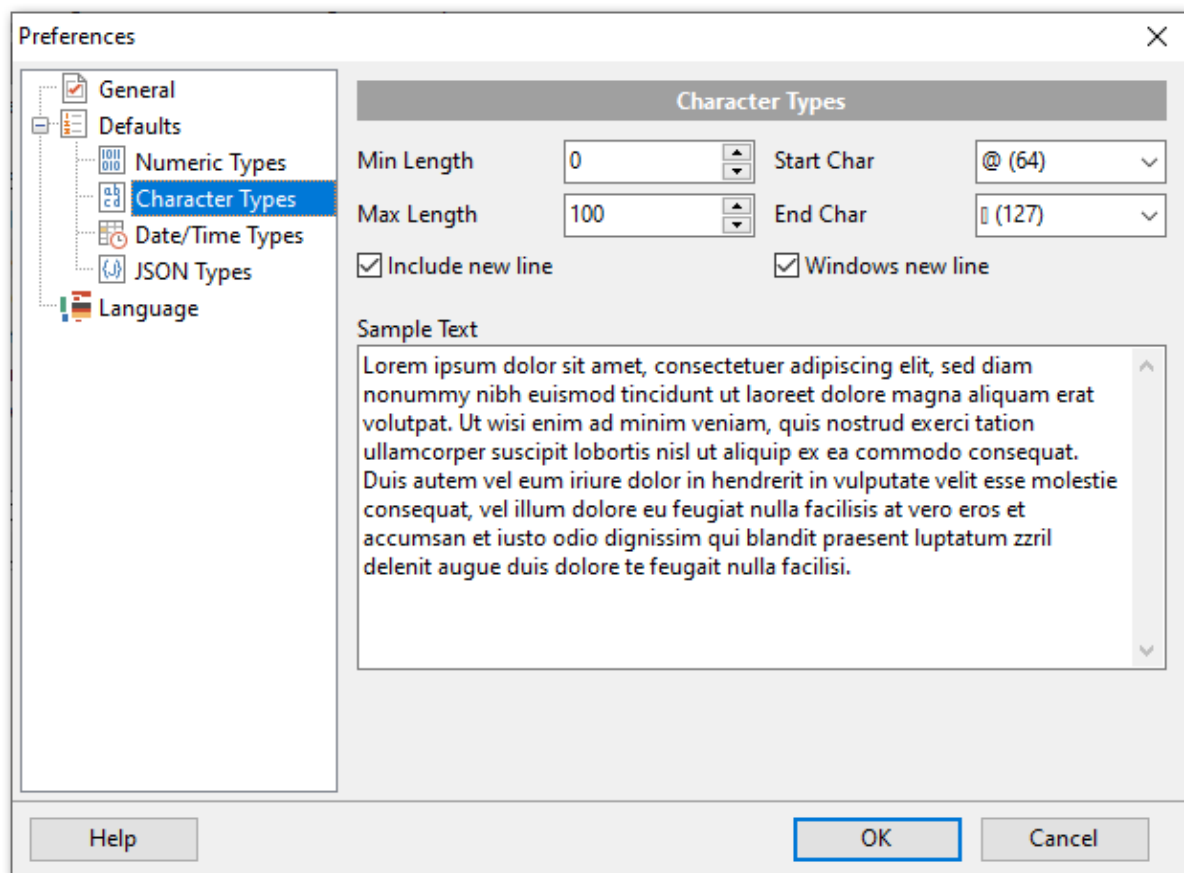 Preferences
General
Defaults
Numeric Types
Character Types
Date/Time Types
JSON Types
Language
Character Types
Min Length 0 Start Char @ (64)
Max Length 100 End Char ▯ (127)
Include new line Windows new line
Sample Text
Lorem ipsum dolor sit amet, consectetuer adipiscing elit, sed diam
nonummy nibh euismod tincidunt ut laoreet dolore magna aliquam erat
volutpat. Ut wisi enim ad minim veniam, quis nostrud exerci tation
ullamcorper suscipit lobortis nisl ut aliquip ex ea commodo consequat.
Duis autem vel eum iriure dolor in hendrerit in vulputate velit esse molestie
consequat, vel illum dolore eu feugiat nulla facilisis at vero eros et
accumsan et iusto odio dignissim qui blandit praesent luptatum zzril
delenit augue duis dolore te feugait nulla facilisi.
Help OK Cancel